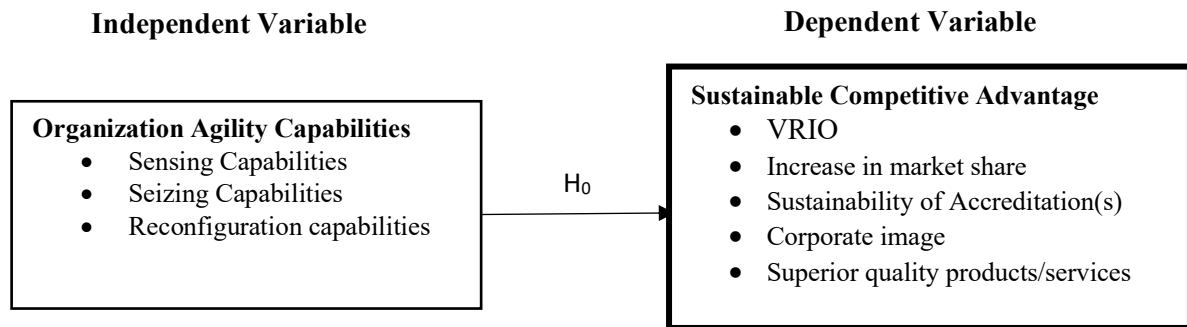 Independent Variable
Dependent Variable
Organization Agility Capabilities
• Sensing Capabilities
• Seizing Capabilities
• Reconfiguration capabilities
H₀
Sustainable Competitive Advantage
• VRIO
• Increase in market share
• Sustainability of Accreditation(s)
• Corporate image
• Superior quality products/services